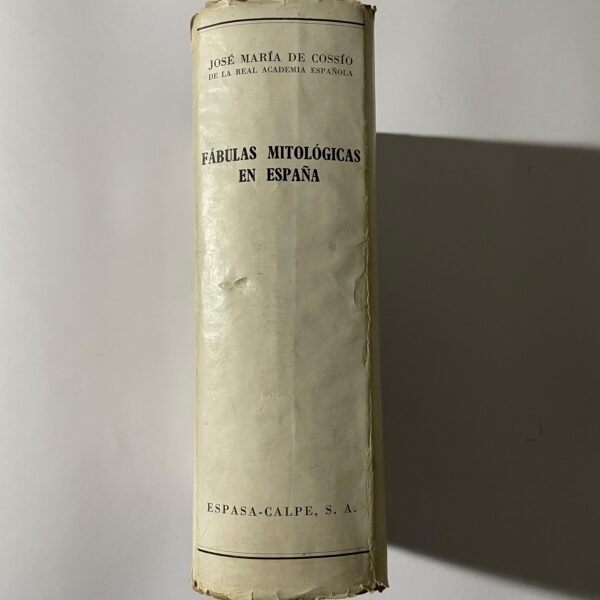 JOSÉ MARÍA DE COSSÍO
DE LA REAL ACADEMIA ESPAÑOLA
FÁBULAS MITOLÓGICAS
EN ESPAÑA
ESPASA-CALPE, S. A.